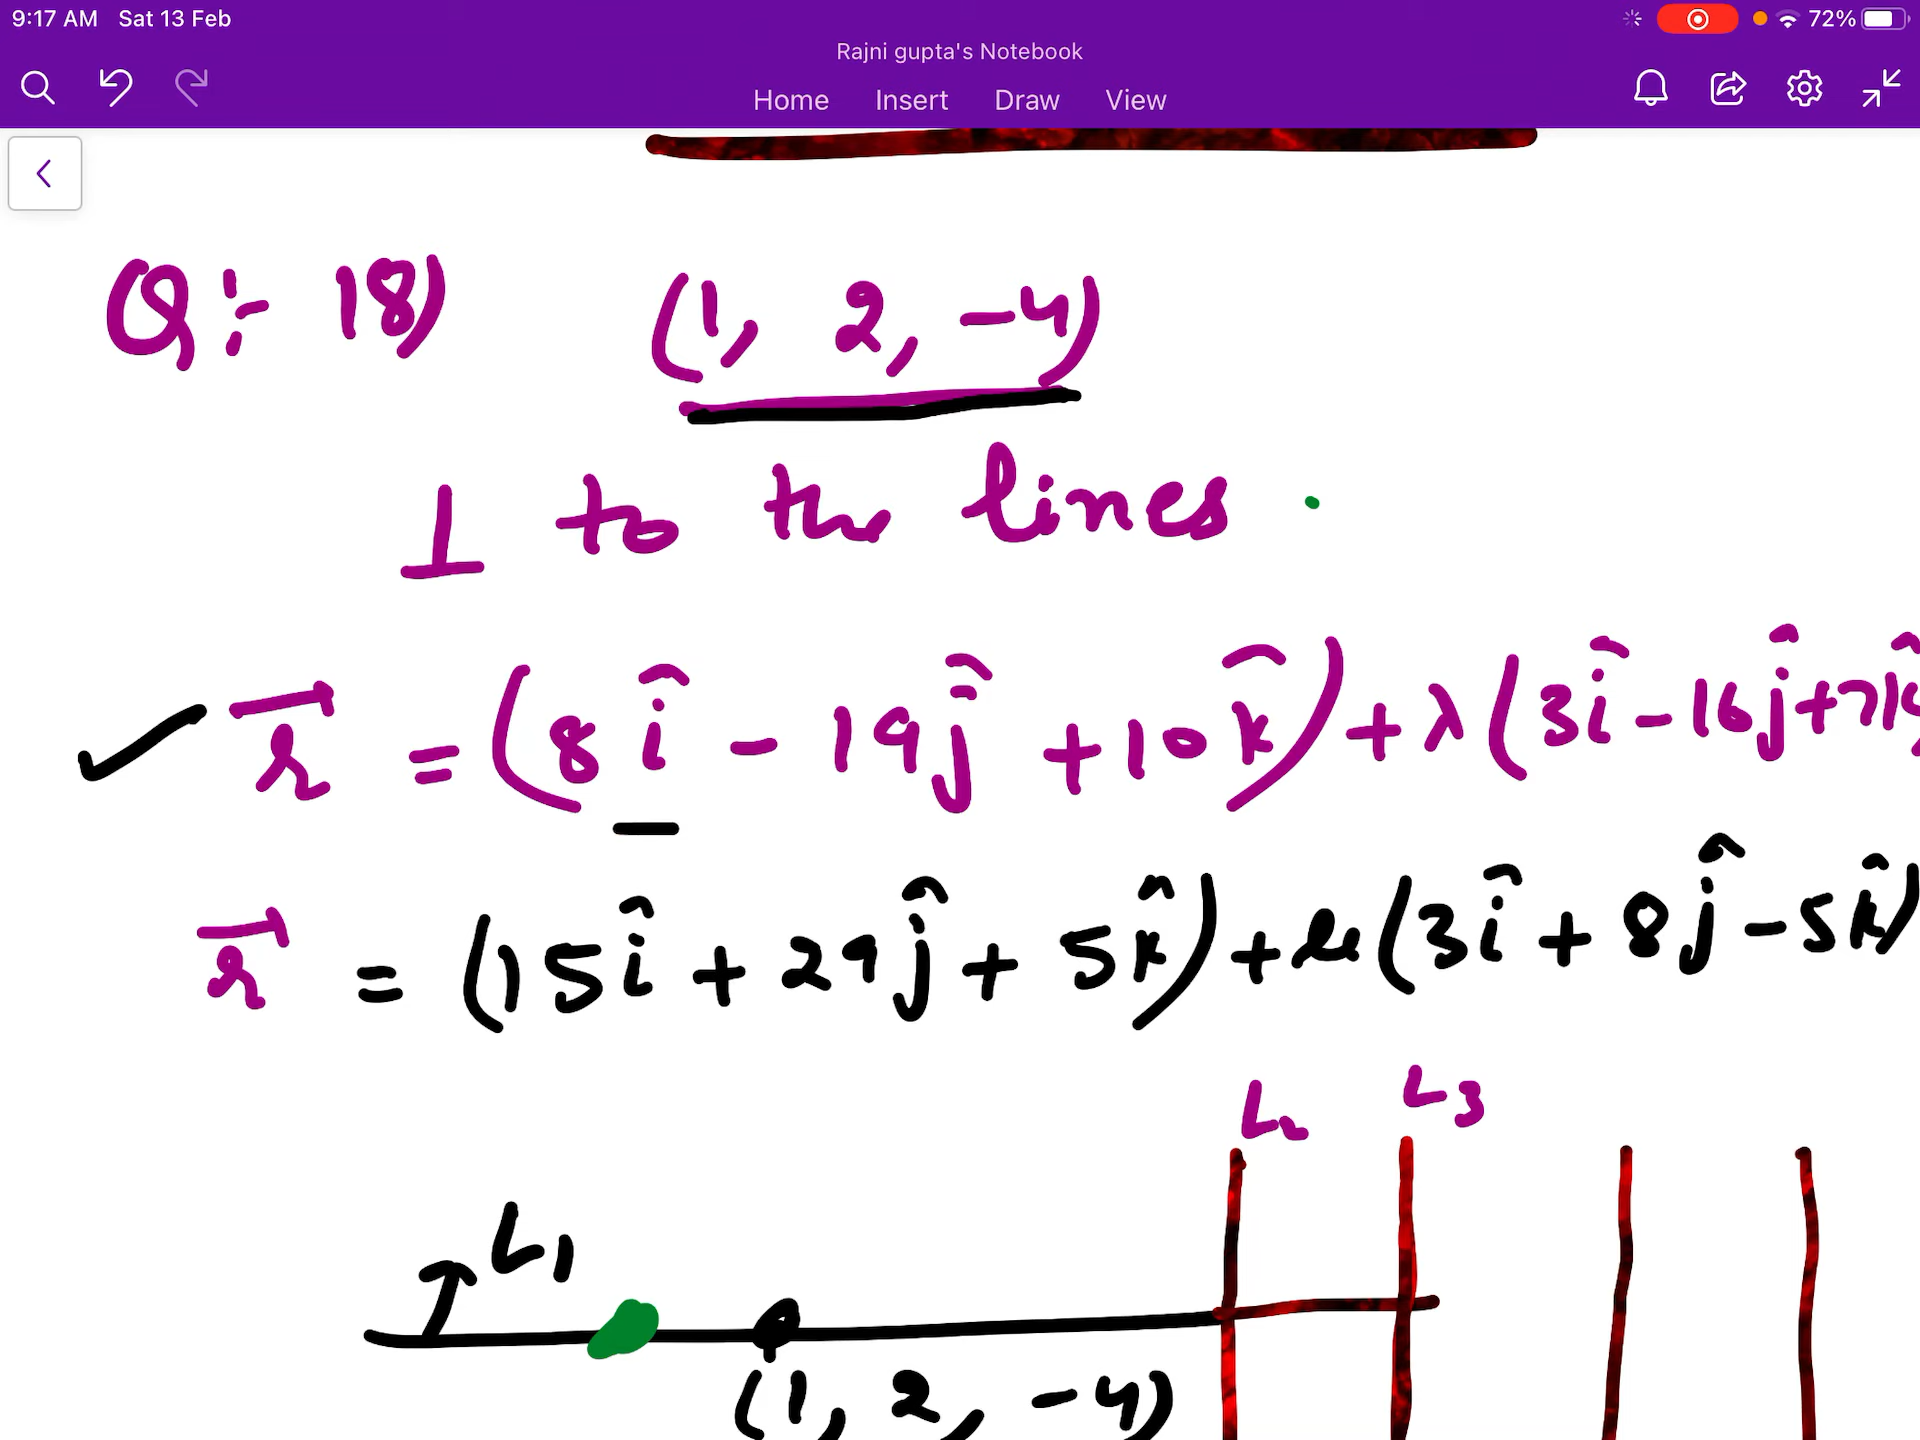 9:17 AM Sat 13 Feb
72%
Rajni gupta's Notebook
Home Insert Draw View
Q:- 18) (1, 2, -4)
⊥ to the lines
r⃗ = (8î - 19ĵ + 10k̂) + λ(3î - 16ĵ + 7k̂
r⃗ = (15î + 29ĵ + 5k̂) + μ(3î + 8ĵ - 5k̂)
L2 L3
L1
(1, 2, -4)